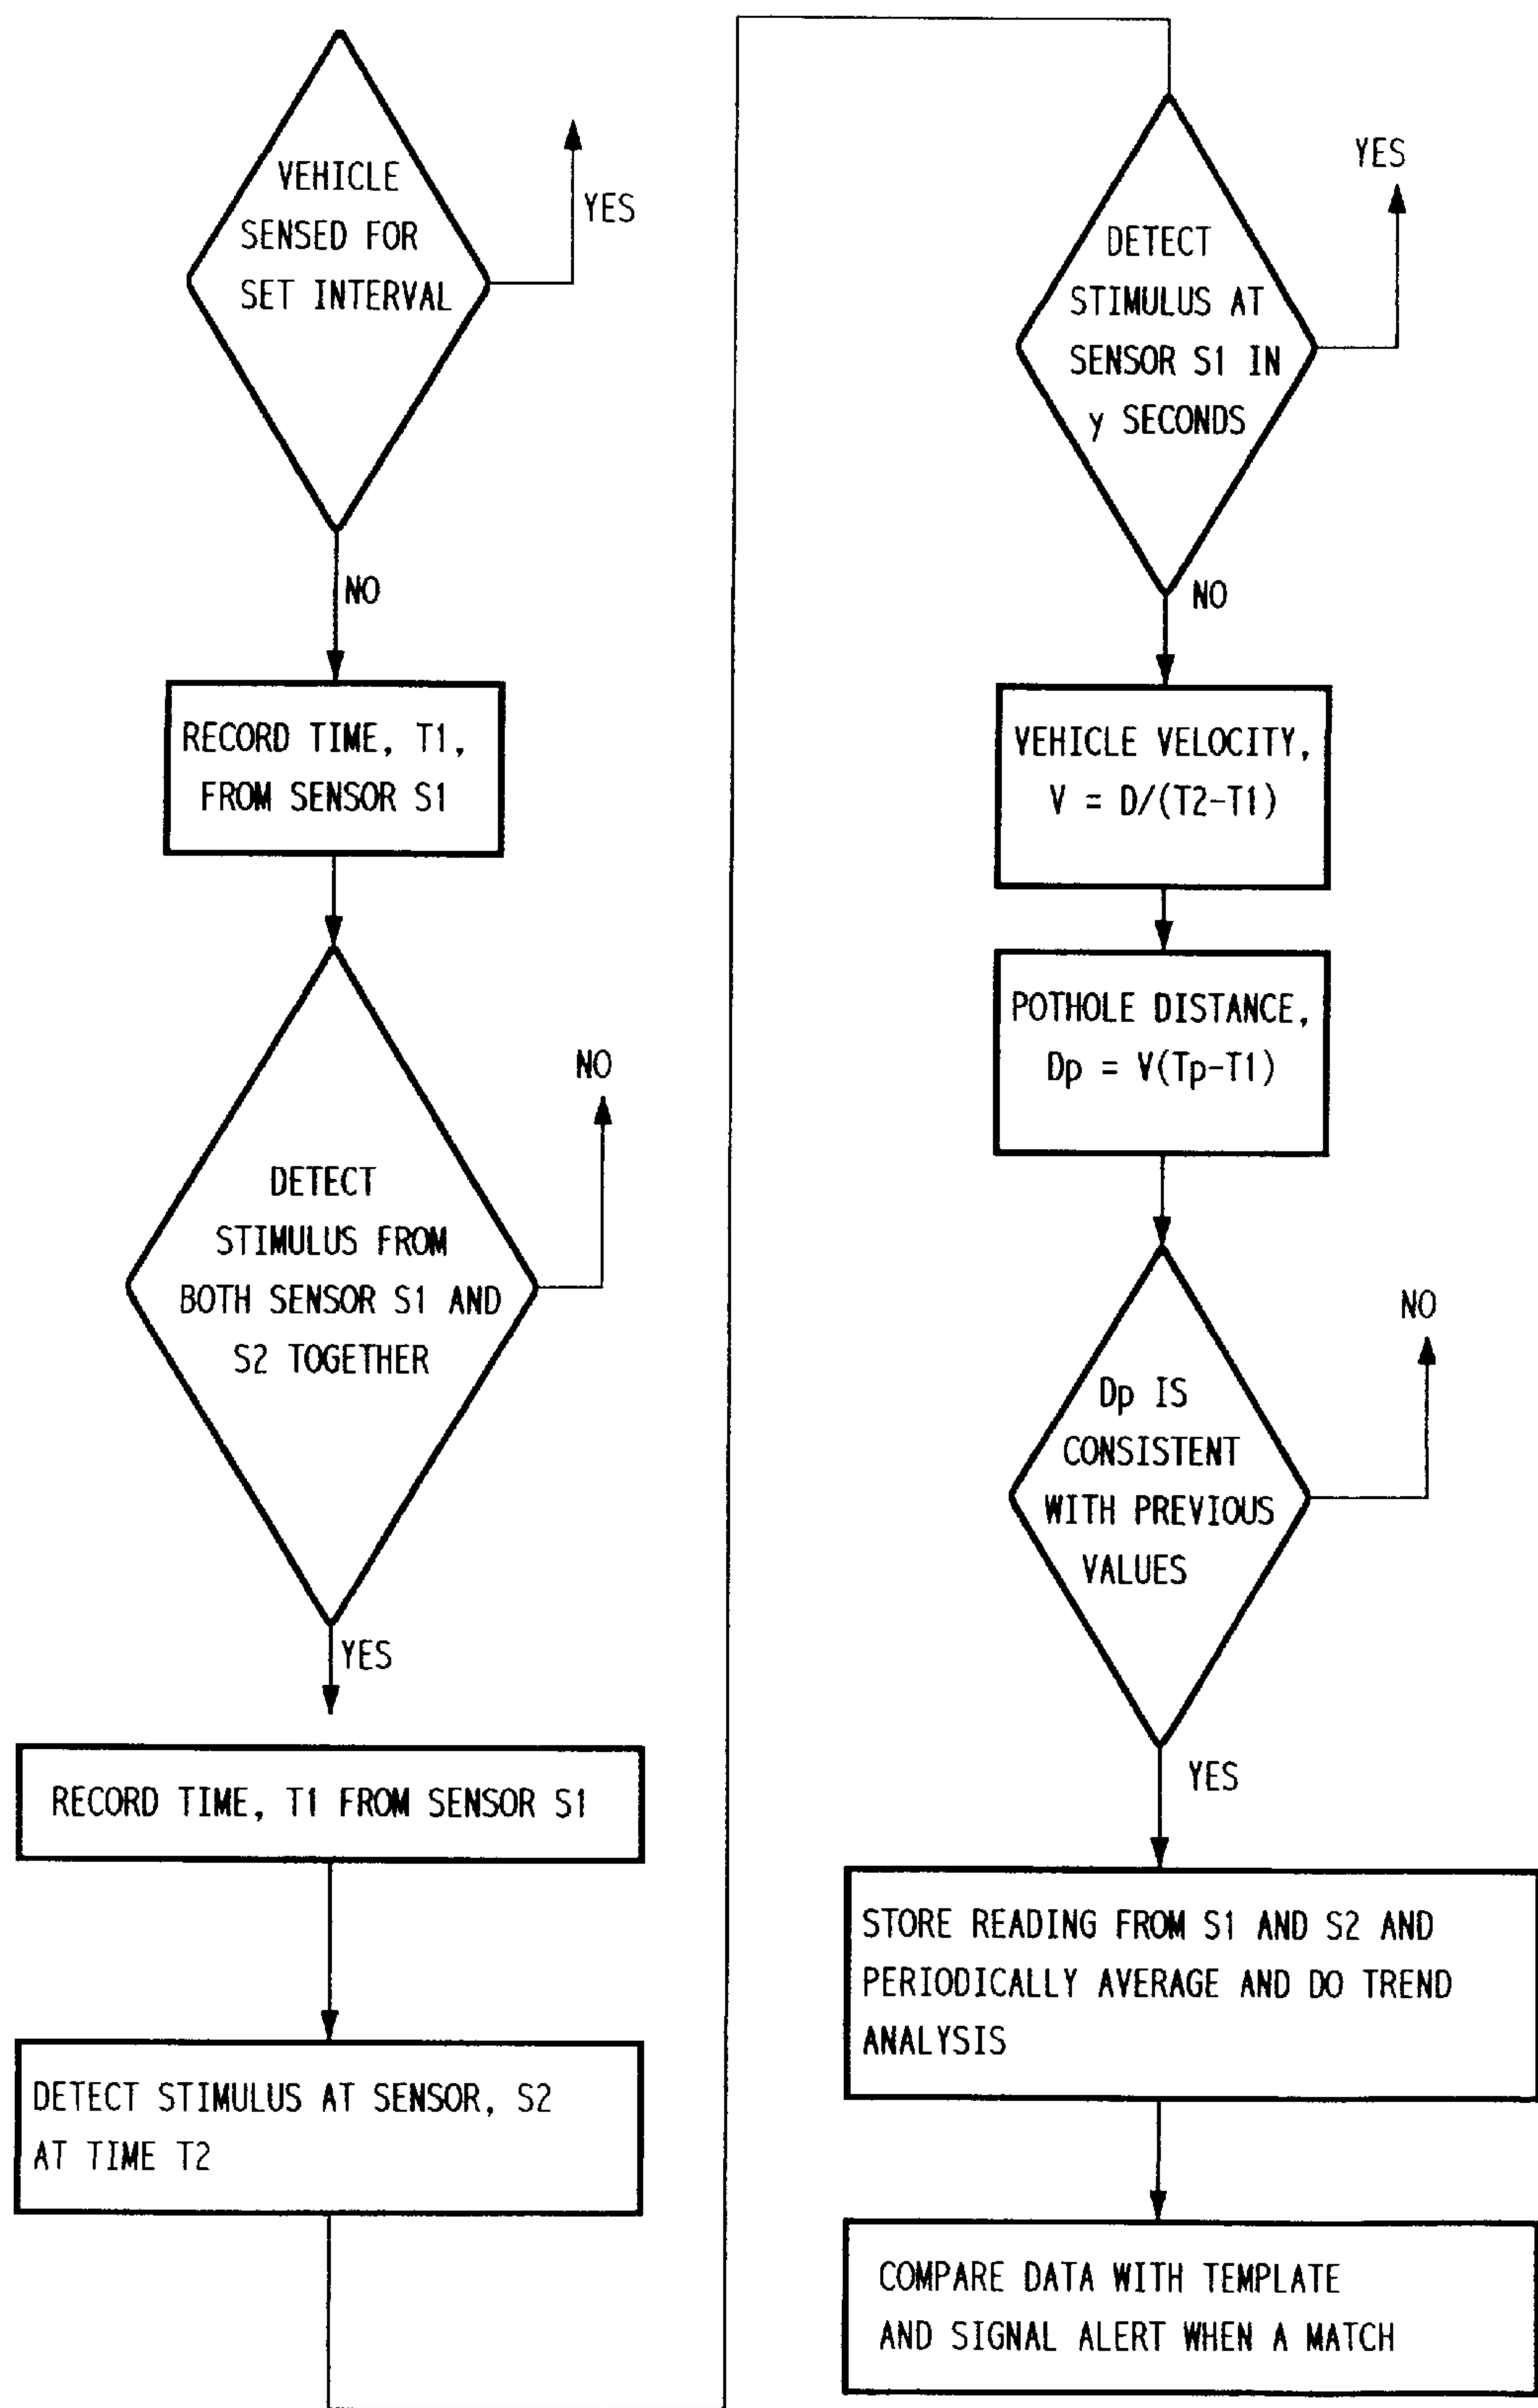 VEHICLE
SENSED FOR
SET INTERVAL
YES
NO
RECORD TIME, T1,
FROM SENSOR S1
DETECT
STIMULUS FROM
BOTH SENSOR S1 AND
S2 TOGETHER
NO
YES
RECORD TIME, T1 FROM SENSOR S1
DETECT STIMULUS AT SENSOR, S2
AT TIME T2
DETECT
STIMULUS AT
SENSOR S1 IN
y SECONDS
YES
NO
VEHICLE VELOCITY,
V = D/(T2-T1)
POTHOLE DISTANCE,
Dp = V(Tp-T1)
Dp IS
CONSISTENT
WITH PREVIOUS
VALUES
NO
YES
STORE READING FROM S1 AND S2 AND
PERIODICALLY AVERAGE AND DO TREND
ANALYSIS
COMPARE DATA WITH TEMPLATE
AND SIGNAL ALERT WHEN A MATCH